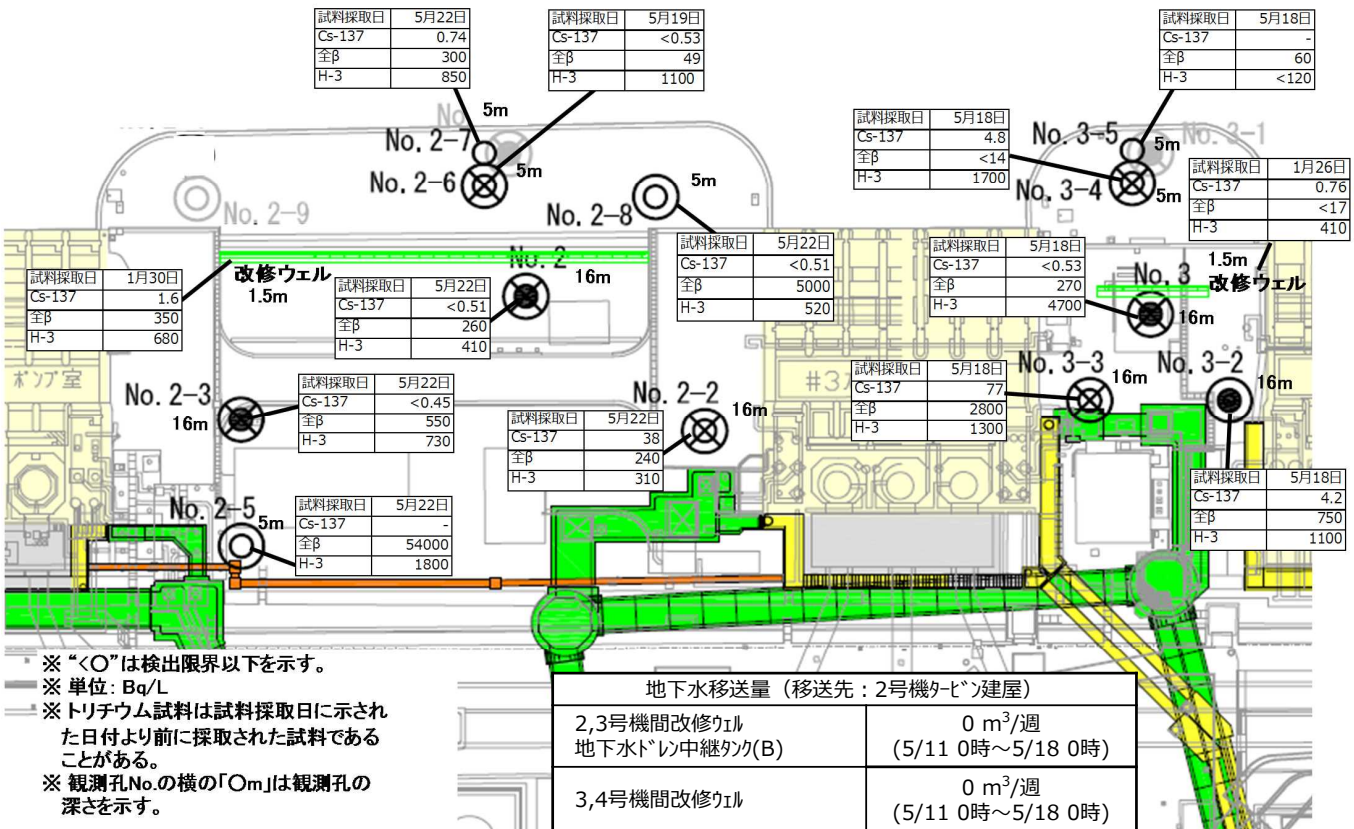 試料採取日 5月22日
Cs-137 0.74
全β 300
H-3 850
試料採取日 5月19日
Cs-137 <0.53
全β 49
H-3 1100
試料採取日 5月18日
Cs-137 -
全β 60
H-3 <120
試料採取日 5月18日
Cs-137 4.8
全β <14
H-3 1700
試料採取日 1月26日
Cs-137 0.76
全β <17
H-3 410
No 5m
No. 2-7
No. 2-6 5m
No. 2-9
No. 2-8 5m
No. 3-5 5m
No. 3-1
No. 3-4 5m
試料採取日 1月30日
Cs-137 1.6
全β 350
H-3 680
改修ウェル
1.5m
No. 2
16m
試料採取日 5月22日
Cs-137 <0.51
全β 260
H-3 410
試料採取日 5月22日
Cs-137 <0.51
全β 5000
H-3 520
試料採取日 5月18日
Cs-137 <0.53
全β 270
H-3 4700
No. 3
16m
1.5m
改修ウェル
ポンプ室
No. 2-3
16m
試料採取日 5月22日
Cs-137 <0.45
全β 550
H-3 730
No. 2-2
16m
試料採取日 5月22日
Cs-137 38
全β 240
H-3 310
#3
試料採取日 5月18日
Cs-137 77
全β 2800
H-3 1300
No. 3-3
16m
No. 3-2
16m
試料採取日 5月18日
Cs-137 4.2
全β 750
H-3 1100
No. 2-5
5m
試料採取日 5月22日
Cs-137 -
全β 54000
H-3 1800
※ “<〇”は検出限界以下を示す。
※ 単位: Bq/L
※ トリチウム試料は試料採取日に示され
た日付より前に採取された試料である
ことがある。
※ 観測孔No.の横の「〇m」は観測孔の
深さを示す。
地下水移送量（移送先：2号機タービン建屋）
2,3号機間改修ウェル
地下水ドレン中継タンク(B)
0 m³/週
(5/11 0時～5/18 0時)
3,4号機間改修ウェル
0 m³/週
(5/11 0時～5/18 0時)